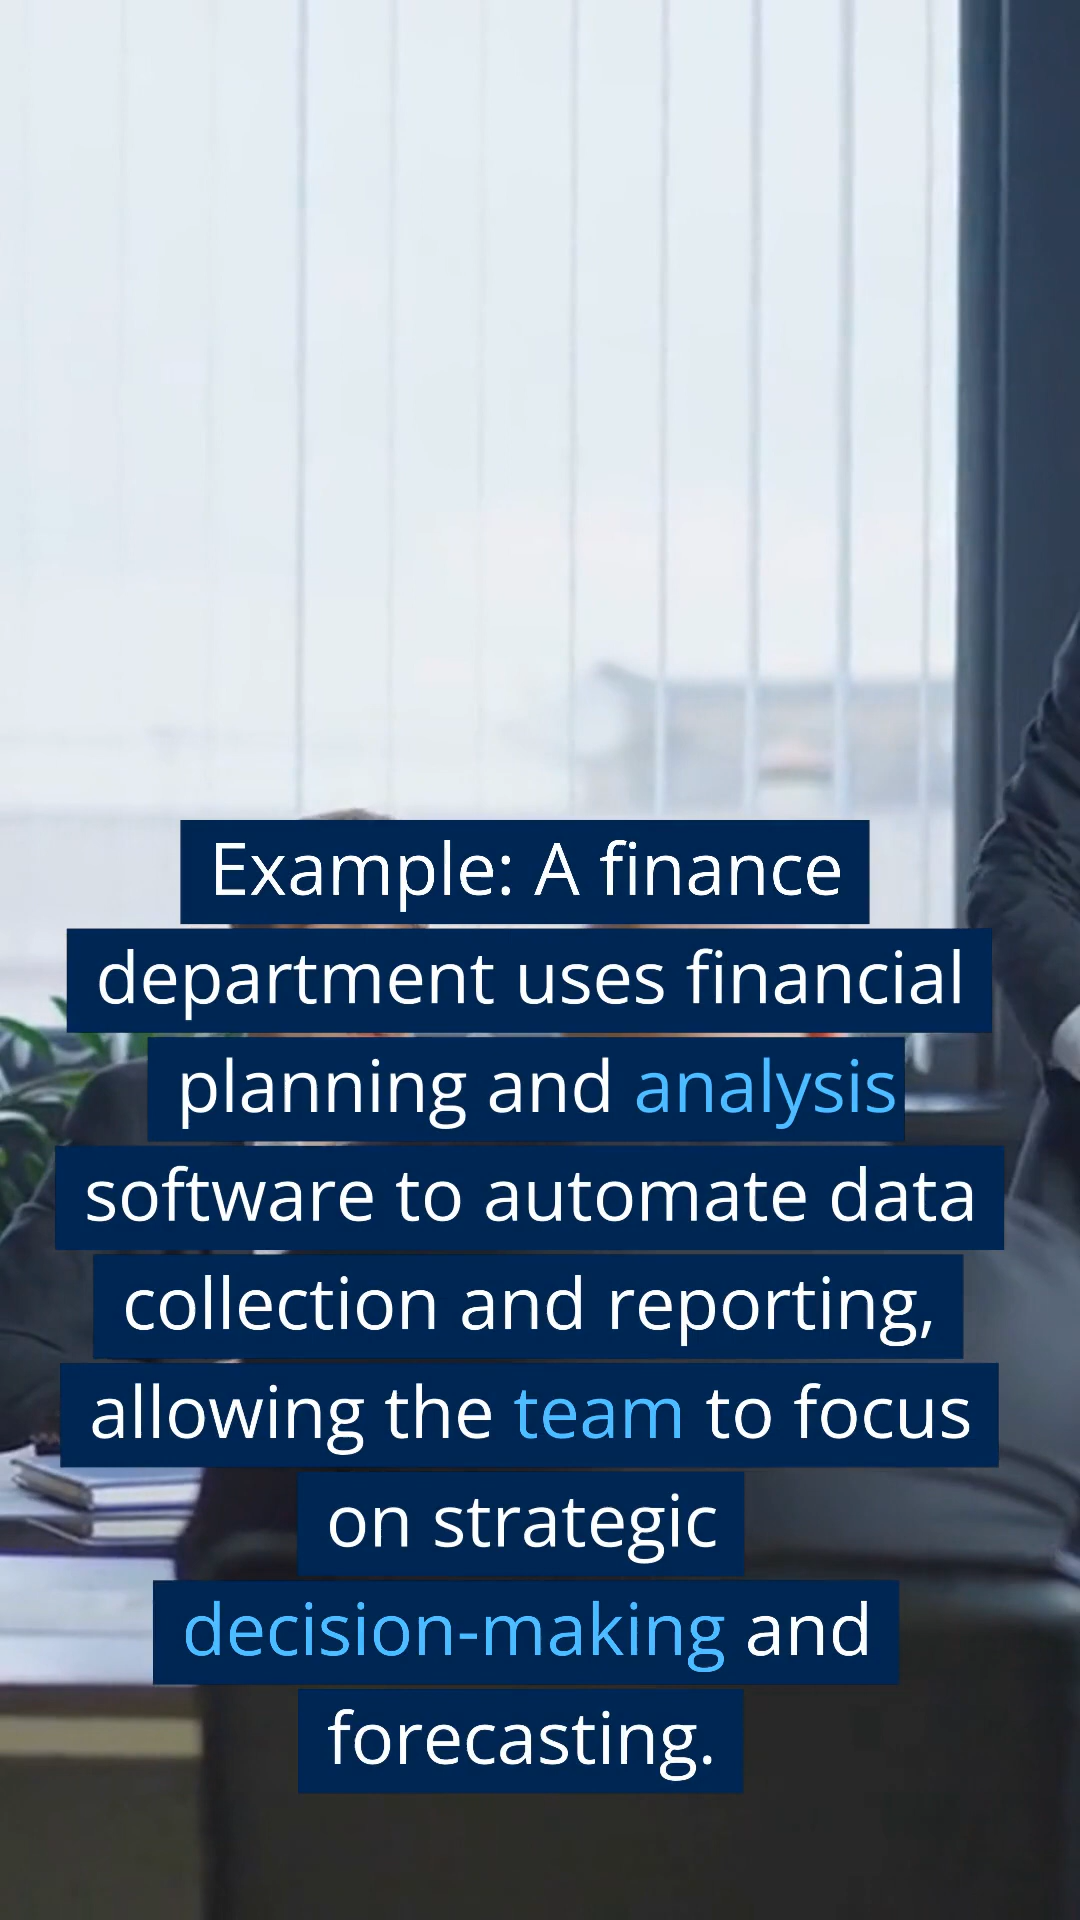 Example: A finance
department uses financial
planning and analysis
software to automate data
collection and reporting,
allowing the team to focus
on strategic
decision-making and
forecasting.